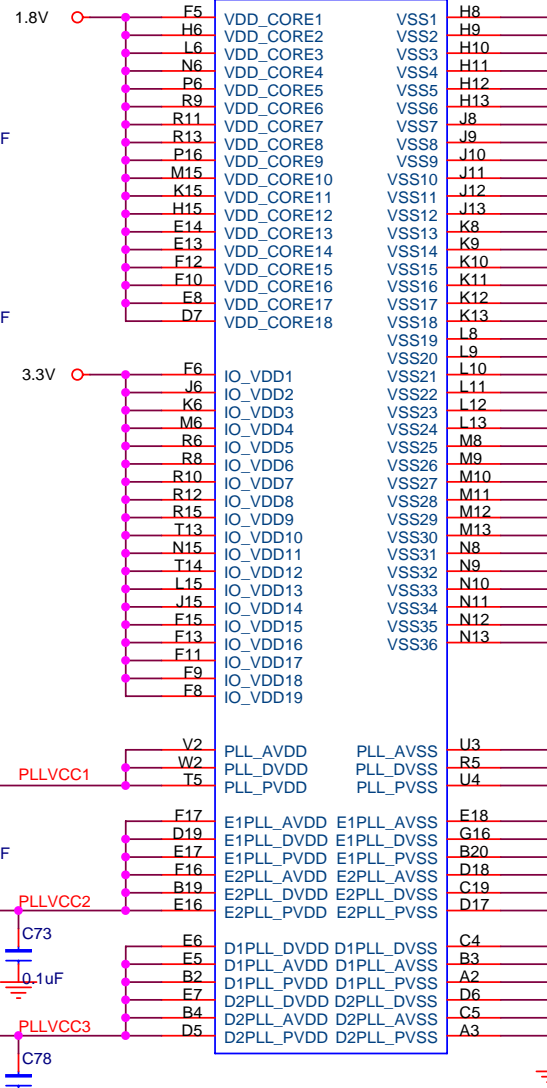 1.8V F5 VDD_CORE1 VSS1 H8
H6 VDD_CORE2 VSS2 H9
L6 VDD_CORE3 VSS3 H10
N6 VDD_CORE4 VSS4 H11
P6 VDD_CORE5 VSS5 H12
R9 VDD_CORE6 VSS6 H13
R11 VDD_CORE7 VSS7 J8
F R13 VDD_CORE8 VSS8 J9
P16 VDD_CORE9 VSS9 J10
M15 VDD_CORE10 VSS10 J11
K15 VDD_CORE11 VSS11 J12
H15 VDD_CORE12 VSS12 J13
E14 VDD_CORE13 VSS13 K8
E13 VDD_CORE14 VSS14 K9
F12 VDD_CORE15 VSS15 K10
F10 VDD_CORE16 VSS16 K11
E8 VDD_CORE17 VSS17 K12
F D7 VDD_CORE18 VSS18 K13
VSS19 L8
VSS20 L9
3.3V F6 IO_VDD1 VSS21 L10
J6 IO_VDD2 VSS22 L11
K6 IO_VDD3 VSS23 L12
M6 IO_VDD4 VSS24 L13
R6 IO_VDD5 VSS25 M8
R8 IO_VDD6 VSS26 M9
R10 IO_VDD7 VSS27 M10
R12 IO_VDD8 VSS28 M11
R15 IO_VDD9 VSS29 M12
T13 IO_VDD10 VSS30 M13
N15 IO_VDD11 VSS31 N8
T14 IO_VDD12 VSS32 N9
L15 IO_VDD13 VSS33 N10
J15 IO_VDD14 VSS34 N11
F15 IO_VDD15 VSS35 N12
F13 IO_VDD16 VSS36 N13
F11 IO_VDD17
F9 IO_VDD18
F8 IO_VDD19
V2 PLL_AVDD PLL_AVSS U3
W2 PLL_DVDD PLL_DVSS R5
PLLVCC1 T5 PLL_PVDD PLL_PVSS U4
F17 E1PLL_AVDD E1PLL_AVSS E18
D19 E1PLL_DVDD E1PLL_DVSS G16
F E17 E1PLL_PVDD E1PLL_PVSS B20
F16 E2PLL_AVDD E2PLL_AVSS D18
B19 E2PLL_DVDD E2PLL_DVSS C19
PLLVCC2 E16 E2PLL_PVDD E2PLL_PVSS D17
C73
E6 D1PLL_DVDD D1PLL_DVSS C4
E5 D1PLL_AVDD D1PLL_AVSS B3
0.1uF B2 D1PLL_PVDD D1PLL_PVSS A2
E7 D2PLL_DVDD D2PLL_DVSS D6
B4 D2PLL_AVDD D2PLL_AVSS C5
PLLVCC3 D5 D2PLL_PVDD D2PLL_PVSS A3
C78